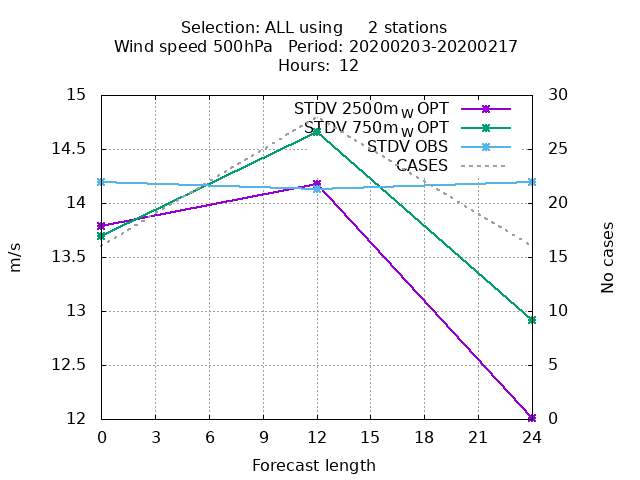 Selection: ALL using 2 stations
Wind speed 500hPa Period: 20200203-20200217
Hours: 12
15 30
STDV 2500m_W OPT
STDV 750m_W OPT
14.5 STDV OBS 25
CASES
14 20
13.5 15
m/s
No cases
13 10
12.5 5
12 0
0 3 6 9 12 15 18 21 24
Forecast length